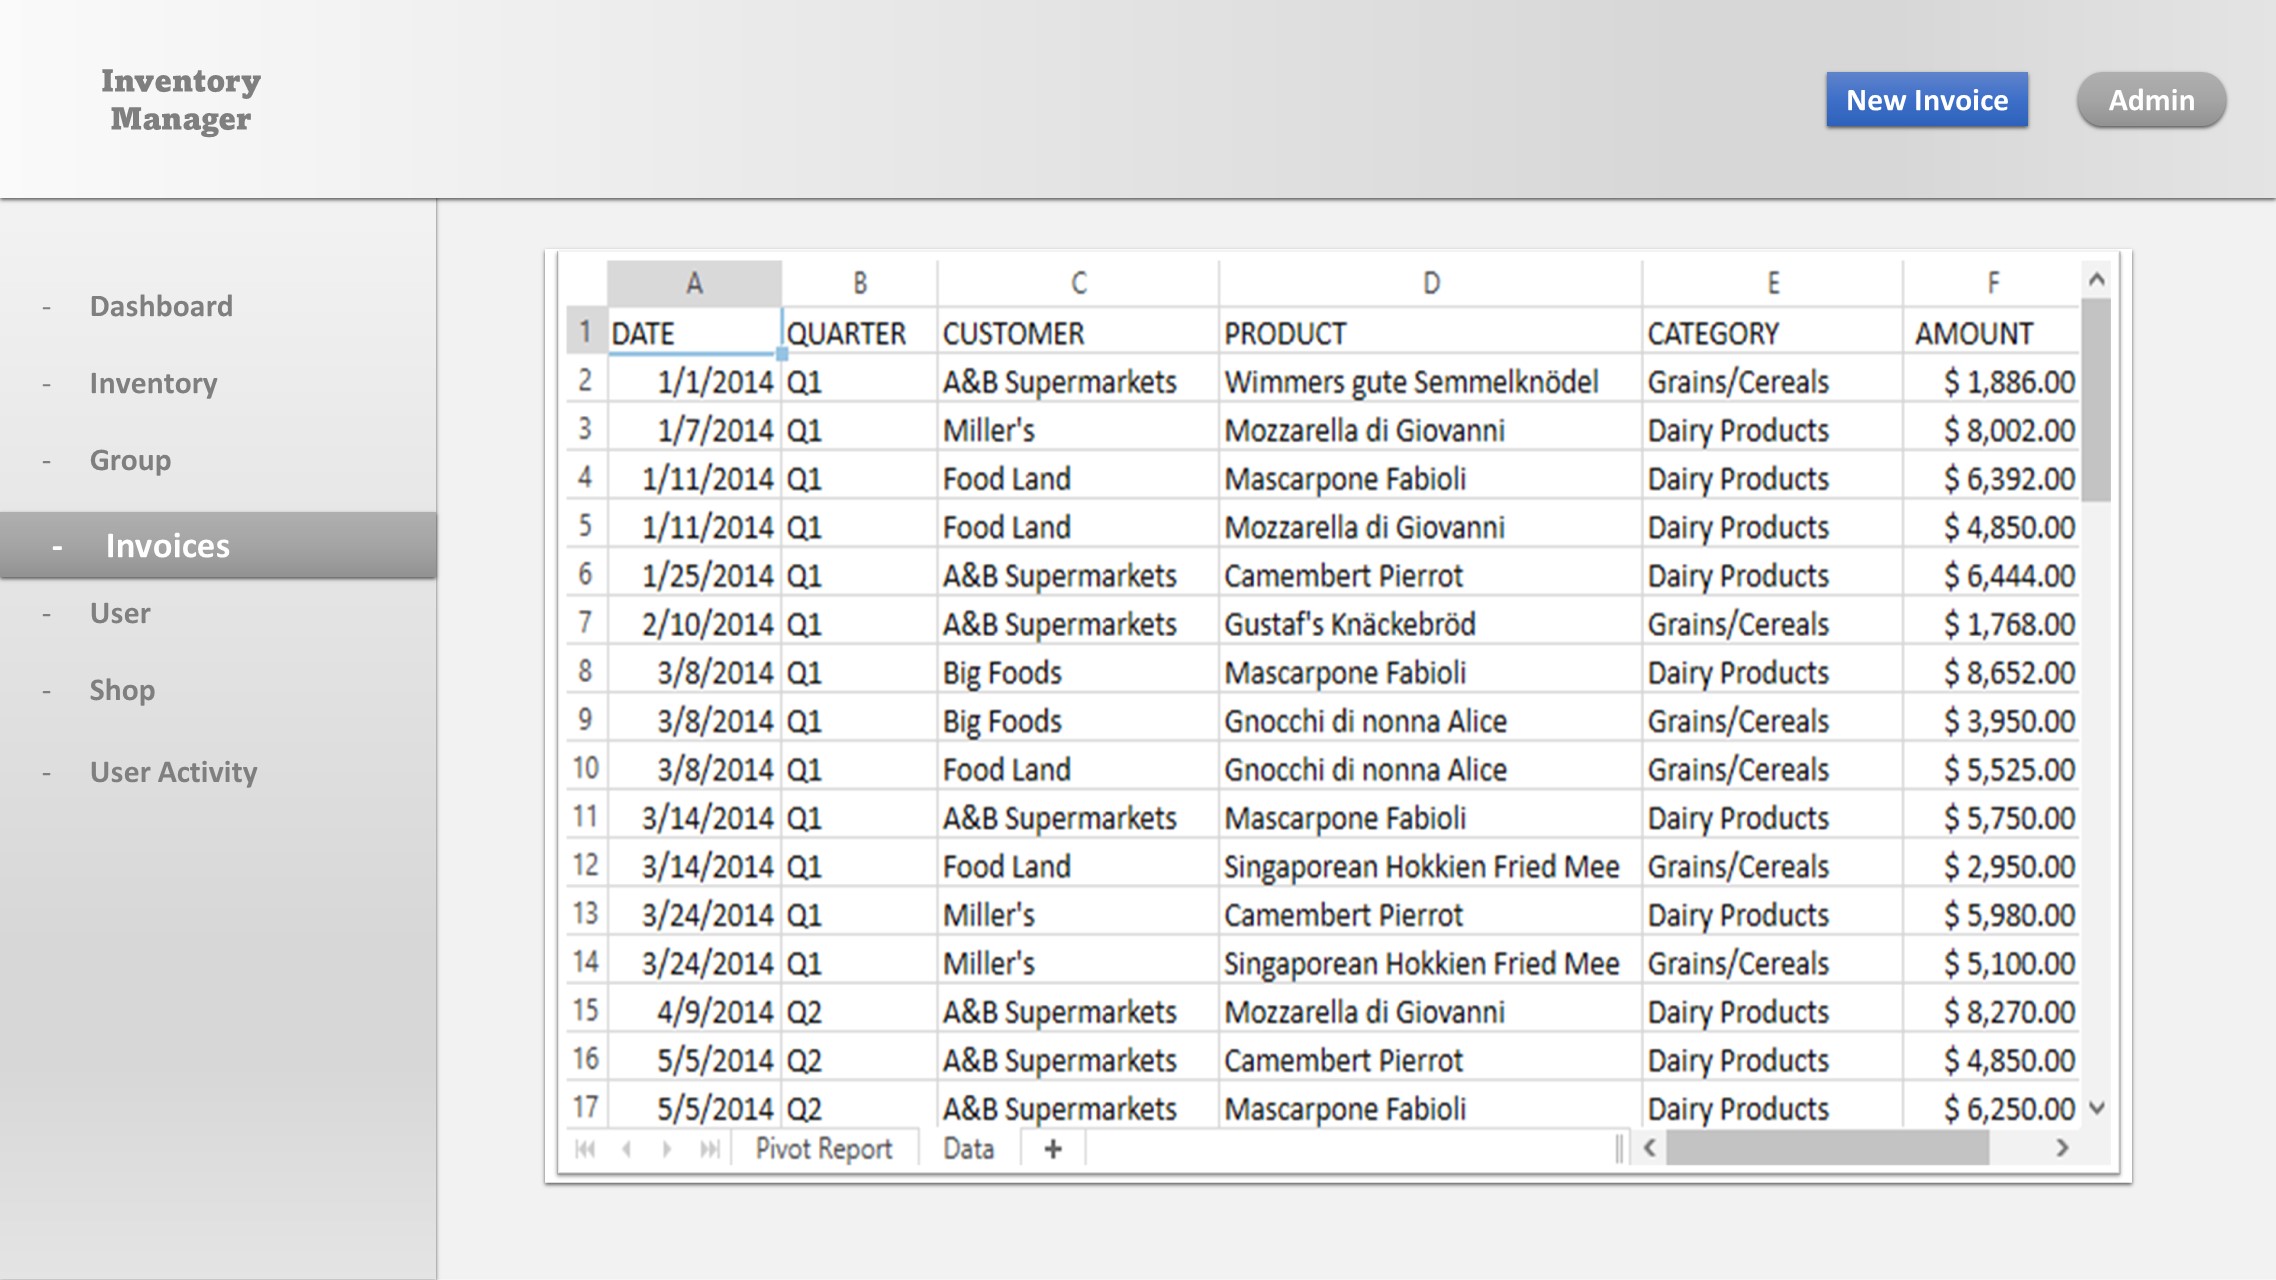 Inventory
Manager
New Invoice
Admin
- Dashboard
- Inventory
- Group
- Invoices
- User
- Shop
- User Activity
A B C D E F
1 DATE QUARTER CUSTOMER PRODUCT CATEGORY AMOUNT
2 1/1/2014 Q1 A&B Supermarkets Wimmers gute Semmelknödel Grains/Cereals $ 1,886.00
3 1/7/2014 Q1 Miller's Mozzarella di Giovanni Dairy Products $ 8,002.00
4 1/11/2014 Q1 Food Land Mascarpone Fabioli Dairy Products $ 6,392.00
5 1/11/2014 Q1 Food Land Mozzarella di Giovanni Dairy Products $ 4,850.00
6 1/25/2014 Q1 A&B Supermarkets Camembert Pierrot Dairy Products $ 6,444.00
7 2/10/2014 Q1 A&B Supermarkets Gustaf's Knäckebröd Grains/Cereals $ 1,768.00
8 3/8/2014 Q1 Big Foods Mascarpone Fabioli Dairy Products $ 8,652.00
9 3/8/2014 Q1 Big Foods Gnocchi di nonna Alice Grains/Cereals $ 3,950.00
10 3/8/2014 Q1 Food Land Gnocchi di nonna Alice Grains/Cereals $ 5,525.00
11 3/14/2014 Q1 A&B Supermarkets Mascarpone Fabioli Dairy Products $ 5,750.00
12 3/14/2014 Q1 Food Land Singaporean Hokkien Fried Mee Grains/Cereals $ 2,950.00
13 3/24/2014 Q1 Miller's Camembert Pierrot Dairy Products $ 5,980.00
14 3/24/2014 Q1 Miller's Singaporean Hokkien Fried Mee Grains/Cereals $ 5,100.00
15 4/9/2014 Q2 A&B Supermarkets Mozzarella di Giovanni Dairy Products $ 8,270.00
16 5/5/2014 Q2 A&B Supermarkets Camembert Pierrot Dairy Products $ 4,850.00
17 5/5/2014 Q2 A&B Supermarkets Mascarpone Fabioli Dairy Products $ 6,250.00
Pivot Report Data +